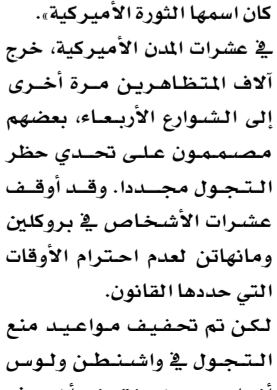 كان اسمها الثورة الأميركية».
في عشرات المدن الأميركية، خرج
آلاف المتظاهرين مرة أخرى
إلى الشوارع الأربعاء، بعضهم
مصممون على تحدي حظر
التجول مجددا. وقد أوقف
عشرات الأشخاص في بروكلين
ومانهاتن لعدم احترام الأوقات
التي حددها القانون.
لكن تم تخفيف مواعيد منع
التجول في واشنطن ولوس